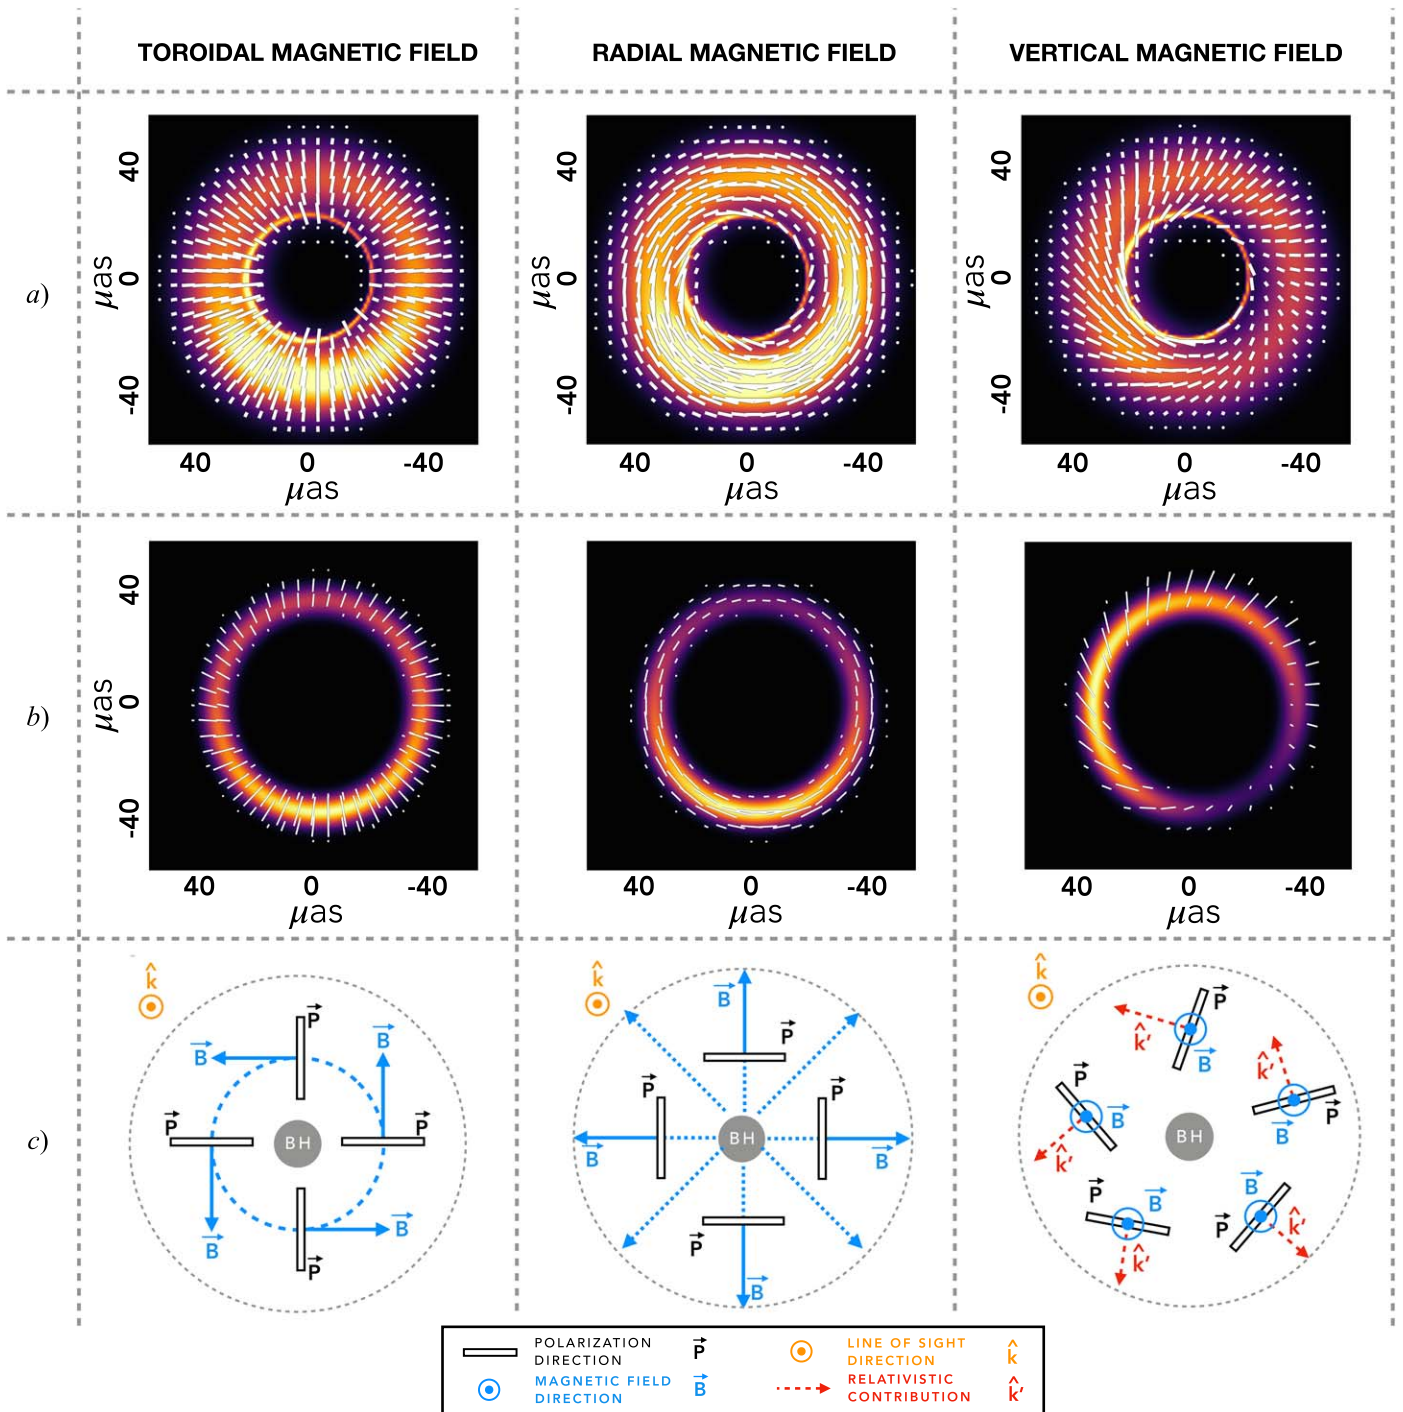 TOROIDAL MAGNETIC FIELD
RADIAL MAGNETIC FIELD
VERTICAL MAGNETIC FIELD
a)
μas
40
0
-40
40 0 -40
μas
μas
40
0
-40
40 0 -40
μas
μas
40
0
-40
40 0 -40
μas
b)
μas
40
0
-40
40 0 -40
μas
40 0 -40
μas
40 0 -40
μas
c)
k̂
P⃗
B⃗
B⃗
P⃗
BH
P⃗
B⃗
B⃗
P⃗
k̂
B⃗
P⃗
P⃗
P⃗
BH
B⃗
B⃗
P⃗
B⃗
k̂
P⃗
k̂'
B⃗
k̂'
P⃗
B⃗
P⃗
B⃗
k̂'
BH
P⃗
B⃗
B⃗
P⃗
k̂'
k̂'
POLARIZATION
DIRECTION
P⃗
LINE OF SIGHT
DIRECTION
k̂
MAGNETIC FIELD
DIRECTION
B⃗
RELATIVISTIC
CONTRIBUTION
k̂'